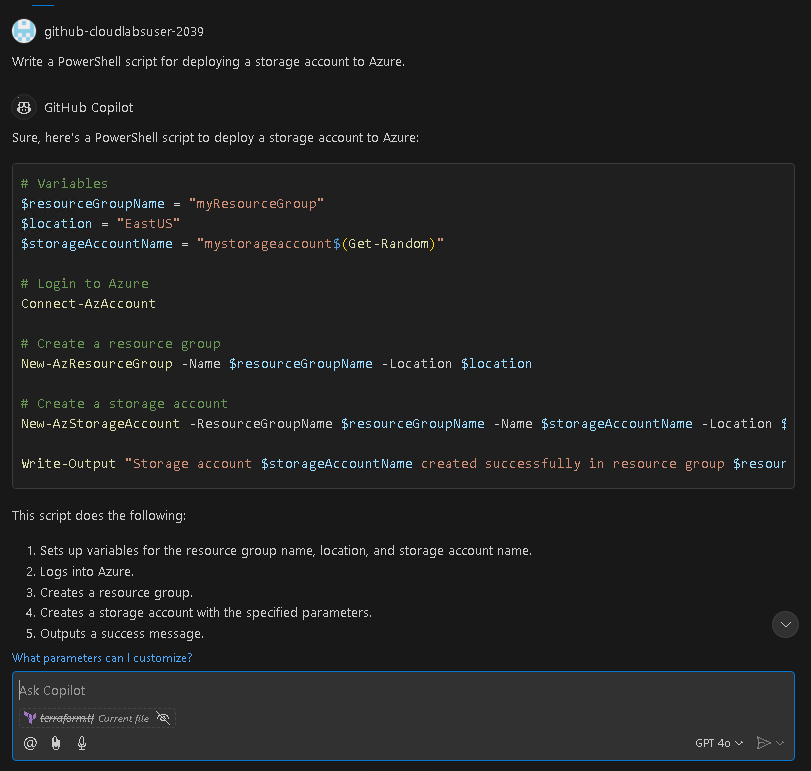 github-cloudlabsuser-2039
Write a PowerShell script for deploying a storage account to Azure.
GitHub Copilot
Sure, here's a PowerShell script to deploy a storage account to Azure:
# Variables
$resourceGroupName = "myResourceGroup"
$location = "EastUS"
$storageAccountName = "mystorageaccount$(Get-Random)"
# Login to Azure
Connect-AzAccount
# Create a resource group
New-AzResourceGroup -Name $resourceGroupName -Location $location
# Create a storage account
New-AzStorageAccount -ResourceGroupName $resourceGroupName -Name $storageAccountName -Location $
Write-Output "Storage account $storageAccountName created successfully in resource group $resour
This script does the following:
1. Sets up variables for the resource group name, location, and storage account name.
2. Logs into Azure.
3. Creates a resource group.
4. Creates a storage account with the specified parameters.
5. Outputs a success message.
What parameters can I customize?
Ask Copilot
terraform.tf Current file
@
GPT 4o